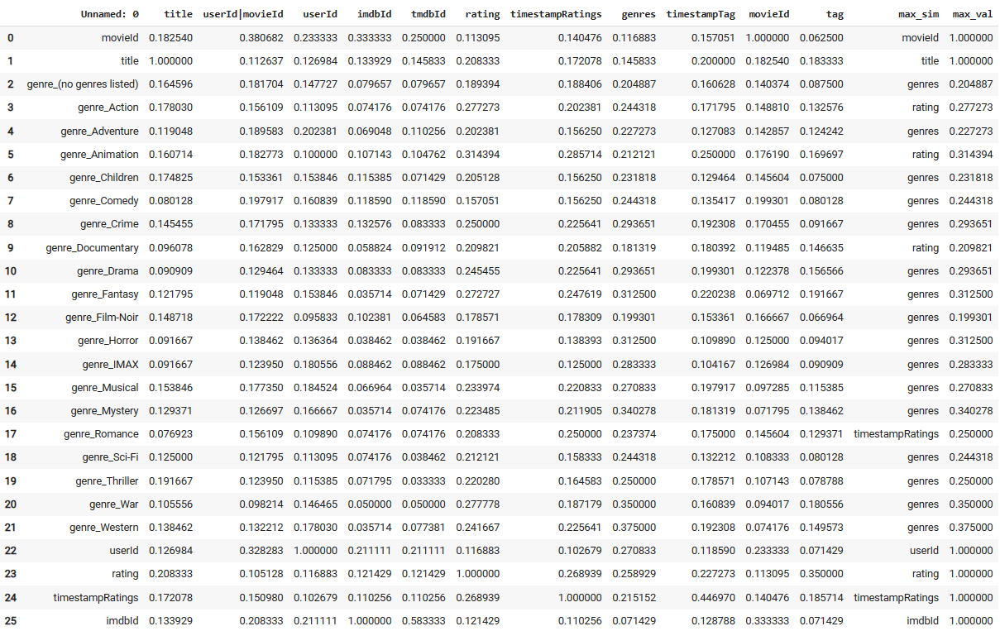 Unnamed: 0 title userId|movieId userId imdbId tmdbId rating timestampRatings genres timestampTag movieId tag max_sim max_val
0 movieId 0.182540 0.380682 0.233333 0.333333 0.250000 0.113095 0.140476 0.116883 0.157051 1.000000 0.062500 movieId 1.000000
1 title 1.000000 0.112637 0.126984 0.133929 0.145833 0.208333 0.172078 0.145833 0.200000 0.182540 0.183333 title 1.000000
2 genre_(no genres listed) 0.164596 0.181704 0.147727 0.079657 0.079657 0.189394 0.188406 0.204887 0.160628 0.140374 0.087500 genres 0.204887
3 genre_Action 0.178030 0.156109 0.113095 0.074176 0.074176 0.277273 0.202381 0.244318 0.171795 0.148810 0.132576 rating 0.277273
4 genre_Adventure 0.119048 0.189583 0.202381 0.069048 0.110256 0.202381 0.156250 0.227273 0.127083 0.142857 0.124242 genres 0.227273
5 genre_Animation 0.160714 0.182773 0.100000 0.107143 0.104762 0.314394 0.285714 0.212121 0.250000 0.176190 0.169697 rating 0.314394
6 genre_Children 0.174825 0.153361 0.153846 0.115385 0.071429 0.205128 0.156250 0.231818 0.129464 0.145604 0.075000 genres 0.231818
7 genre_Comedy 0.080128 0.197917 0.160839 0.118590 0.118590 0.157051 0.156250 0.244318 0.135417 0.199301 0.080128 genres 0.244318
8 genre_Crime 0.145455 0.171795 0.133333 0.132576 0.083333 0.250000 0.225641 0.293651 0.192308 0.170455 0.091667 genres 0.293651
9 genre_Documentary 0.096078 0.162829 0.125000 0.058824 0.091912 0.209821 0.205882 0.181319 0.180392 0.119485 0.146635 rating 0.209821
10 genre_Drama 0.090909 0.129464 0.133333 0.083333 0.083333 0.245455 0.225641 0.293651 0.199301 0.122378 0.156566 genres 0.293651
11 genre_Fantasy 0.121795 0.119048 0.153846 0.035714 0.071429 0.272727 0.247619 0.312500 0.220238 0.069712 0.191667 genres 0.312500
12 genre_Film-Noir 0.148718 0.172222 0.095833 0.102381 0.064583 0.178571 0.178309 0.199301 0.153361 0.166667 0.066964 genres 0.199301
13 genre_Horror 0.091667 0.138462 0.136364 0.038462 0.038462 0.191667 0.138393 0.312500 0.109890 0.125000 0.094017 genres 0.312500
14 genre_IMAX 0.091667 0.123950 0.180556 0.088462 0.088462 0.175000 0.125000 0.283333 0.104167 0.126984 0.090909 genres 0.283333
15 genre_Musical 0.153846 0.177350 0.184524 0.066964 0.035714 0.233974 0.220833 0.270833 0.197917 0.097285 0.115385 genres 0.270833
16 genre_Mystery 0.129371 0.126697 0.166667 0.035714 0.074176 0.223485 0.211905 0.340278 0.181319 0.071795 0.138462 genres 0.340278
17 genre_Romance 0.076923 0.156109 0.109890 0.074176 0.074176 0.208333 0.250000 0.237374 0.175000 0.145604 0.129371 timestampRatings 0.250000
18 genre_Sci-Fi 0.125000 0.121795 0.113095 0.074176 0.038462 0.212121 0.158333 0.244318 0.132212 0.108333 0.080128 genres 0.244318
19 genre_Thriller 0.191667 0.123950 0.115385 0.071795 0.033333 0.220280 0.164583 0.250000 0.178571 0.107143 0.078788 genres 0.250000
20 genre_War 0.105556 0.098214 0.146465 0.050000 0.050000 0.277778 0.187179 0.350000 0.160839 0.094017 0.180556 genres 0.350000
21 genre_Western 0.138462 0.132212 0.178030 0.035714 0.077381 0.241667 0.225641 0.375000 0.192308 0.074176 0.149573 genres 0.375000
22 userId 0.126984 0.328283 1.000000 0.211111 0.211111 0.116883 0.102679 0.270833 0.118590 0.233333 0.071429 userId 1.000000
23 rating 0.208333 0.105128 0.116883 0.121429 0.121429 1.000000 0.268939 0.258929 0.227273 0.113095 0.350000 rating 1.000000
24 timestampRatings 0.172078 0.150980 0.102679 0.110256 0.110256 0.268939 1.000000 0.215152 0.446970 0.140476 0.185714 timestampRatings 1.000000
25 imdbId 0.133929 0.208333 0.211111 1.000000 0.583333 0.121429 0.110256 0.071429 0.128788 0.333333 0.071429 imdbId 1.000000